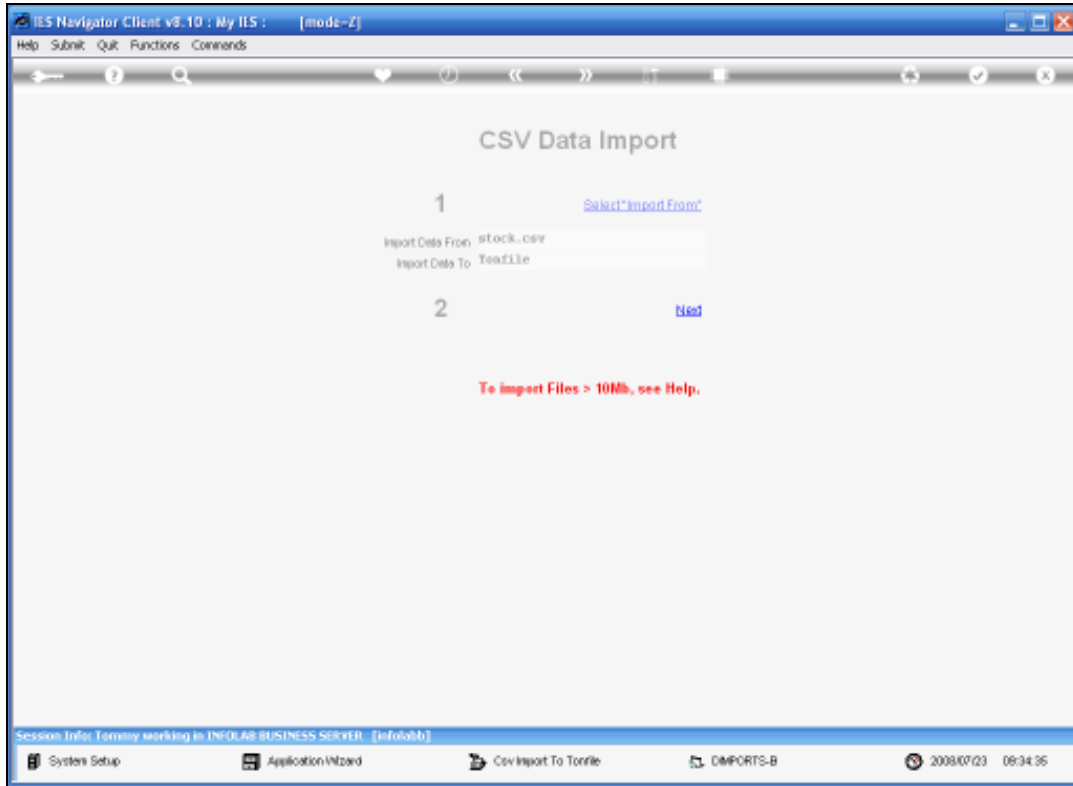 IES Navigator Client v8.10 : My IES : [mode-Z]
Help Submit Quit Functions Commands
CSV Data Import
1 Select "Import From"
Import Data From stock.csv
Import Data To Tonfile
2 Next
To import Files > 10Mb, see Help.
Session Info: Tommy working in INFOLAB BUSINESS SERVER [infolabb]
System Setup Application Wizard Csv Import To Tonfile DIMPORTS-B 2008/07/23 09:34:35